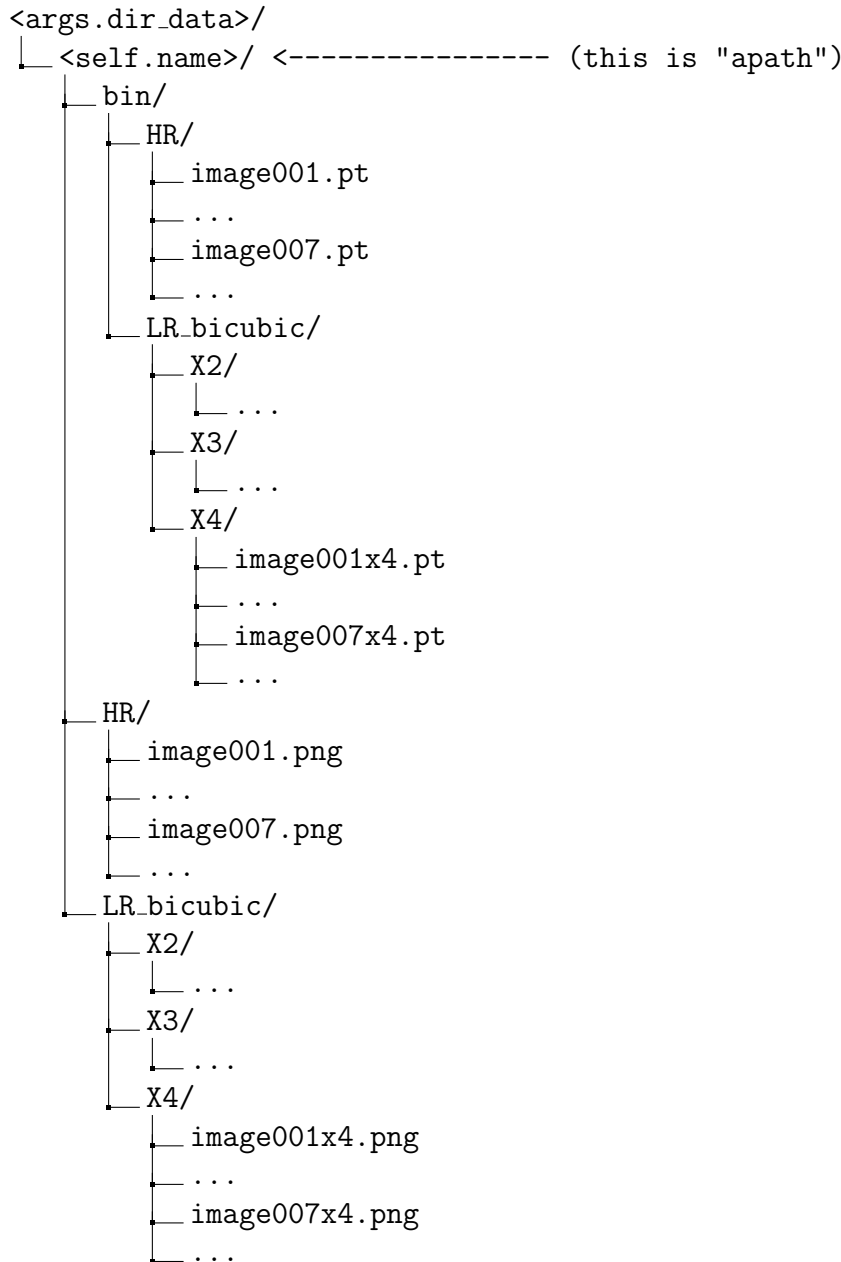 <args.dir_data>/
<self.name>/ <---------------- (this is "apath")
bin/
HR/
image001.pt
...
image007.pt
...
LR_bicubic/
X2/
...
X3/
...
X4/
image001x4.pt
...
image007x4.pt
...
HR/
image001.png
...
image007.png
...
LR_bicubic/
X2/
...
X3/
...
X4/
image001x4.png
...
image007x4.png
...